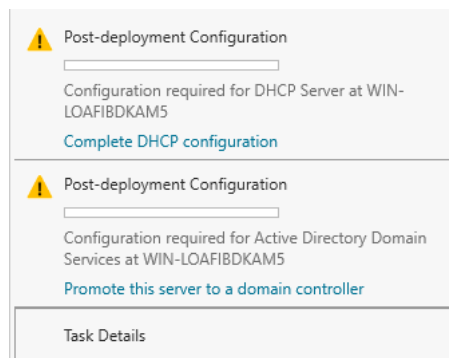 Post-deployment Configuration
Configuration required for DHCP Server at WIN-
LOAFIBDKAM5
Complete DHCP configuration
Post-deployment Configuration
Configuration required for Active Directory Domain
Services at WIN-LOAFIBDKAM5
Promote this server to a domain controller
Task Details